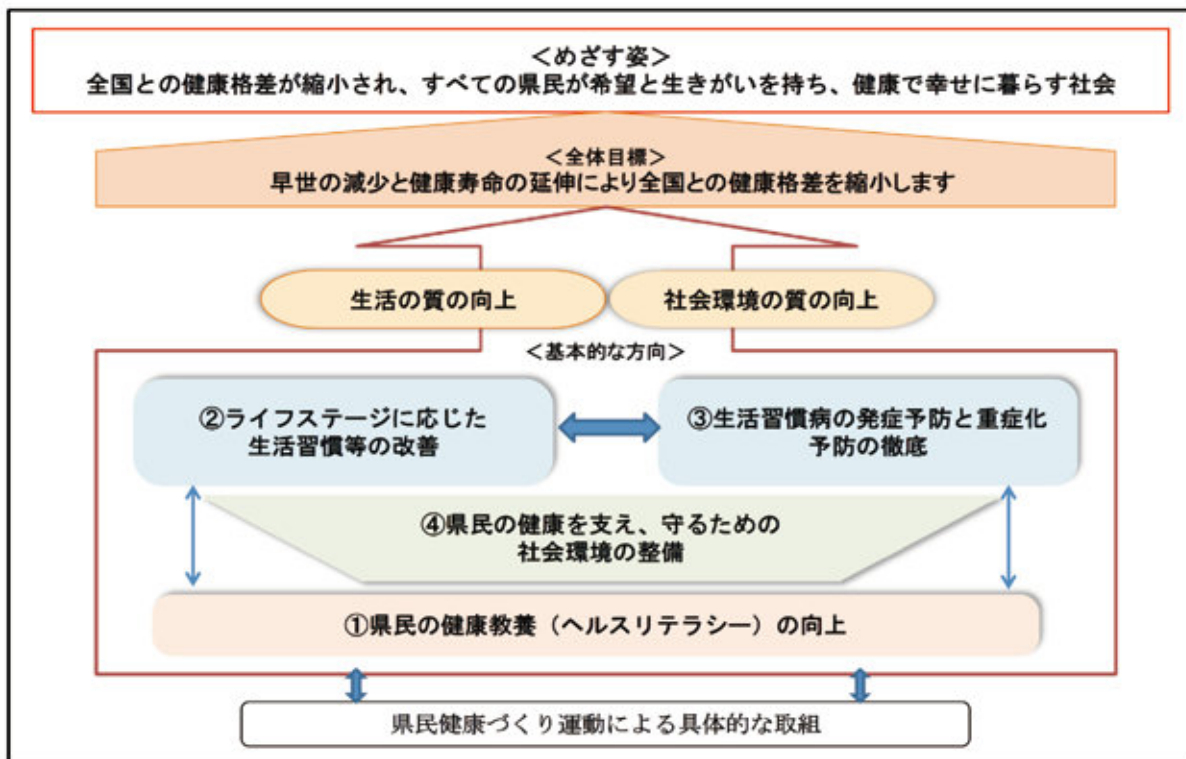 ＜めざす姿＞
全国との健康格差が縮小され、すべての県民が希望と生きがいを持ち、健康で幸せに暮らす社会
＜全体目標＞
早世の減少と健康寿命の延伸により全国との健康格差を縮小します
生活の質の向上
社会環境の質の向上
＜基本的な方向＞
②ライフステージに応じた
生活習慣等の改善
③生活習慣病の発症予防と重症化
予防の徹底
④県民の健康を支え、守るための
社会環境の整備
①県民の健康教養（ヘルスリテラシー）の向上
県民健康づくり運動による具体的な取組